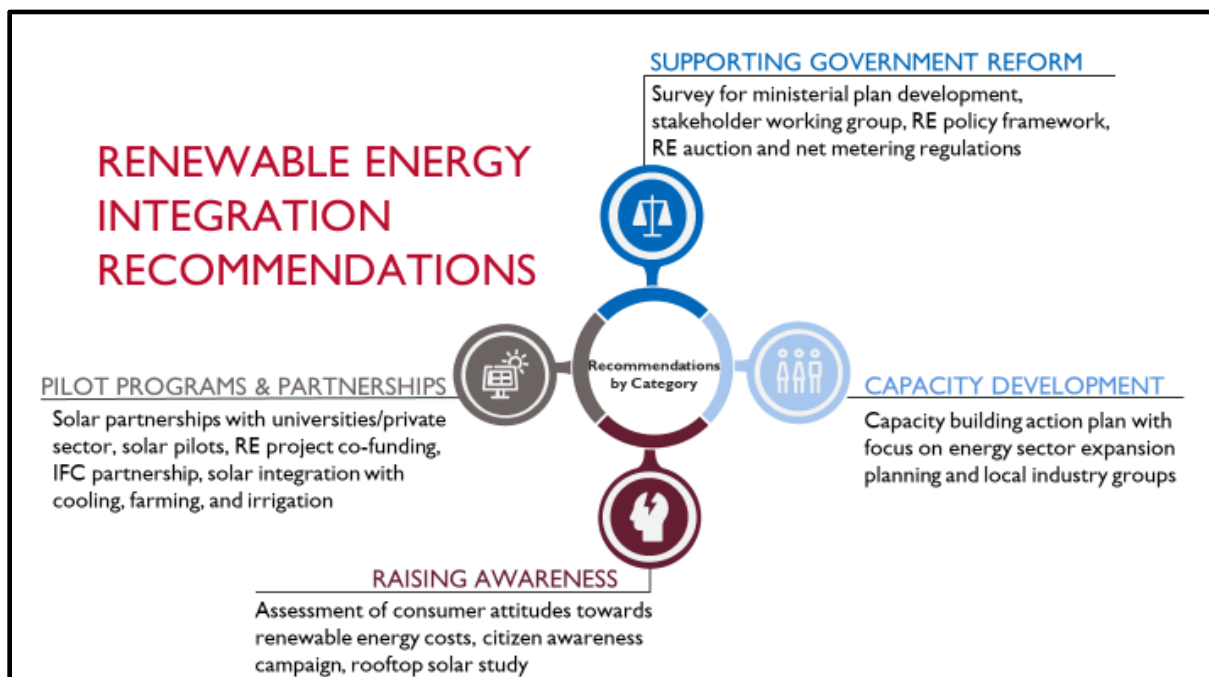 RENEWABLE ENERGY
INTEGRATION
RECOMMENDATIONS
SUPPORTING GOVERNMENT REFORM
Survey for ministerial plan development,
stakeholder working group, RE policy framework,
RE auction and net metering regulations
Recommendations
by Category
PILOT PROGRAMS & PARTNERSHIPS
Solar partnerships with universities/private
sector, solar pilots, RE project co-funding,
IFC partnership, solar integration with
cooling, farming, and irrigation
CAPACITY DEVELOPMENT
Capacity building action plan with
focus on energy sector expansion
planning and local industry groups
RAISING AWARENESS
Assessment of consumer attitudes towards
renewable energy costs, citizen awareness
campaign, rooftop solar study